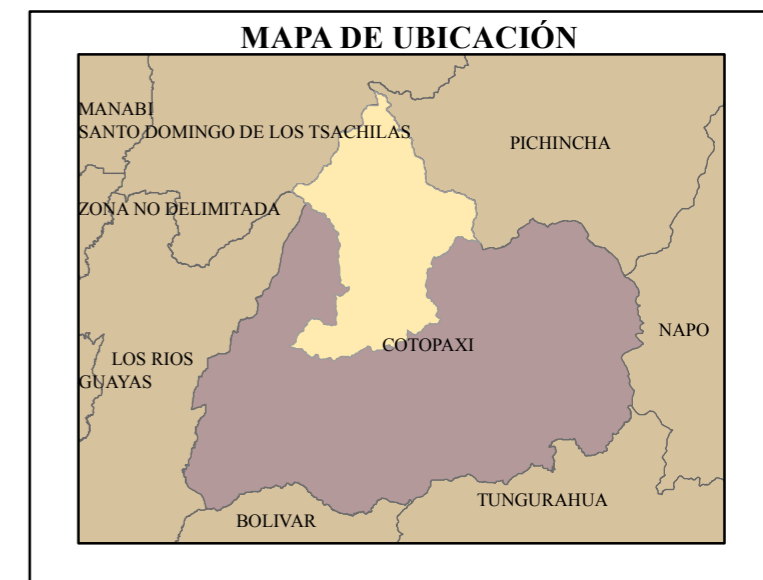 MAPA DE UBICACIÓN
MANABI
SANTO DOMINGO DE LOS TSACHILAS
PICHINCHA
ZONA NO DELIMITADA
NAPO
COTOPAXI
LOS RIOS
GUAYAS
TUNGURAHUA
BOLIVAR